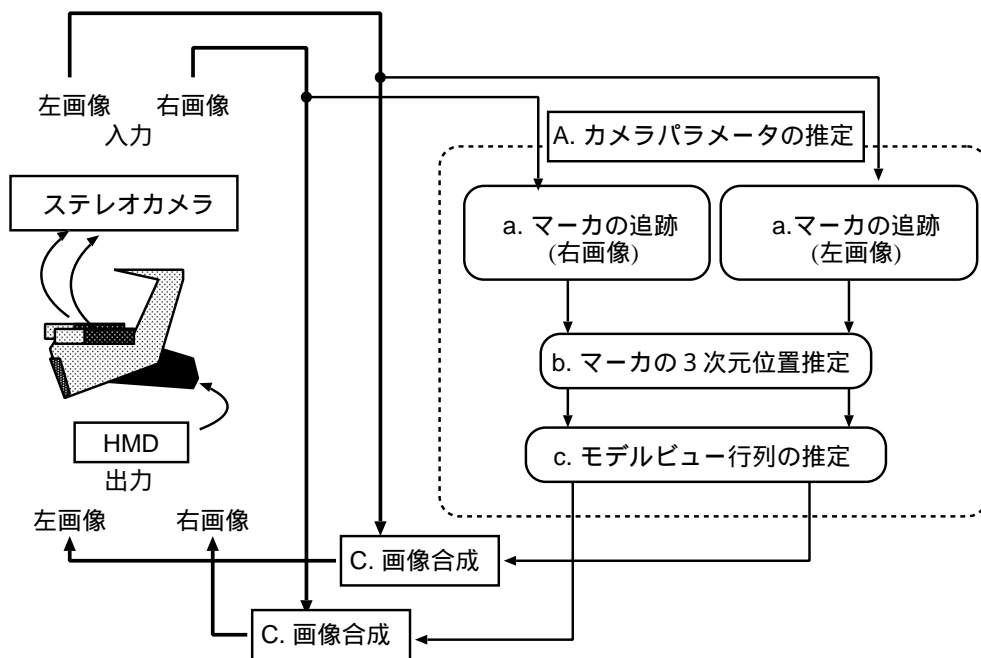 左画像
右画像
入力
ステレオカメラ
HMD
出力
左画像
右画像
A. カメラパラメータの推定
a. マーカの追跡
(右画像)
a.マーカの追跡
(左画像)
b. マーカの3次元位置推定
c. モデルビュー行列の推定
C. 画像合成
C. 画像合成